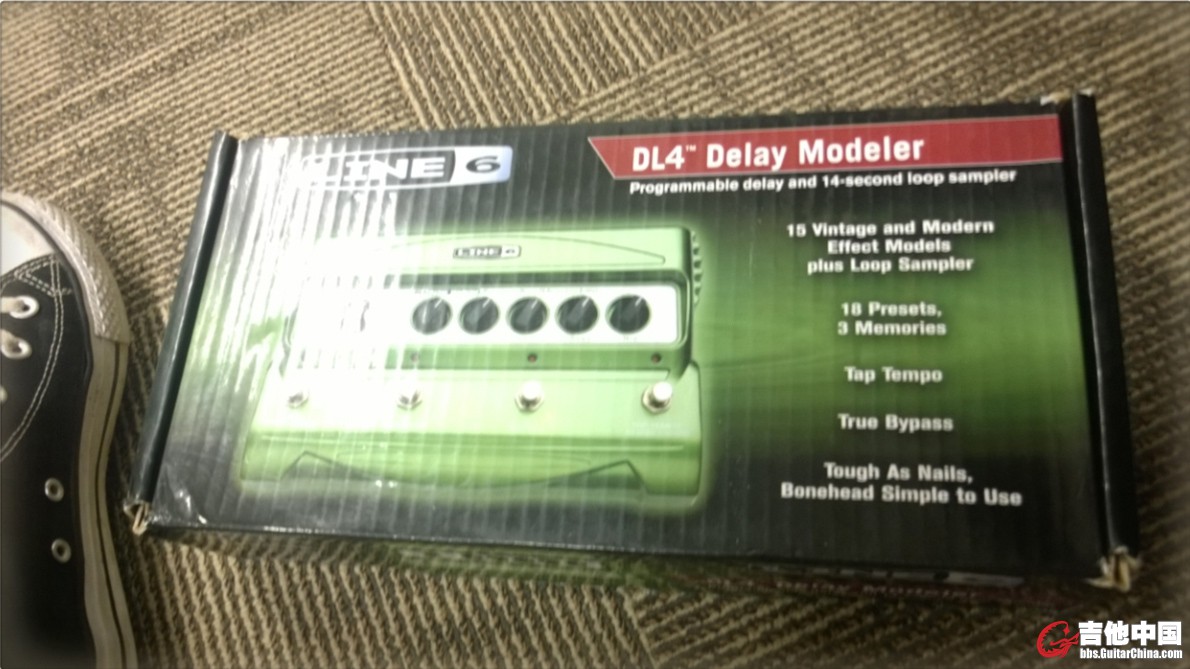 LINE 6
DL4™ Delay Modeler
Programmable delay and 14-second loop sampler
LINE 6
15 Vintage and Modern
Effect Models
plus Loop Sampler
18 Presets,
3 Memories
Tap Tempo
True Bypass
Tough As Nails,
Bonehead Simple to Use
吉他中国
bbs.GuitarChina.com